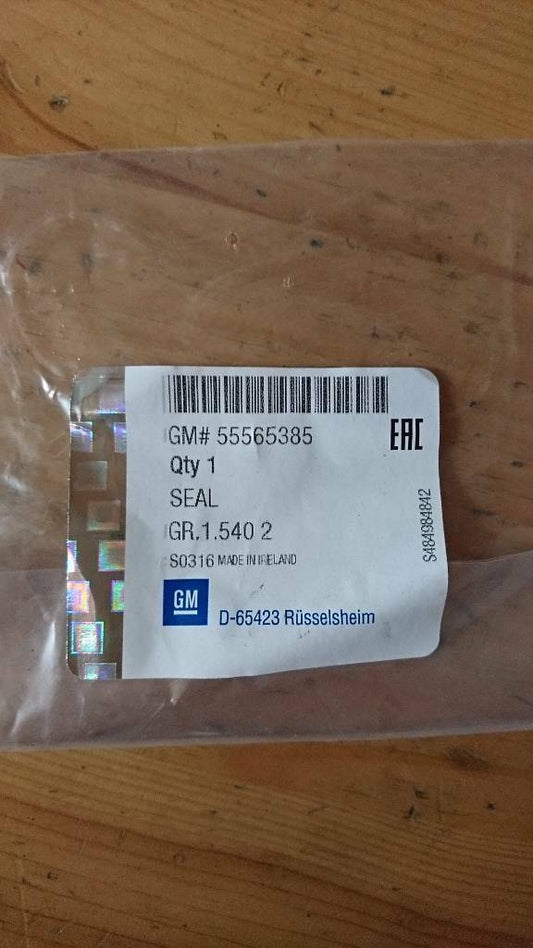 GM# 55565385
EAC
Qty 1
SEAL
GR.1.540 2
S0316 MADE IN IRELAND
S484984842
GM
D-65423 Rüsselsheim